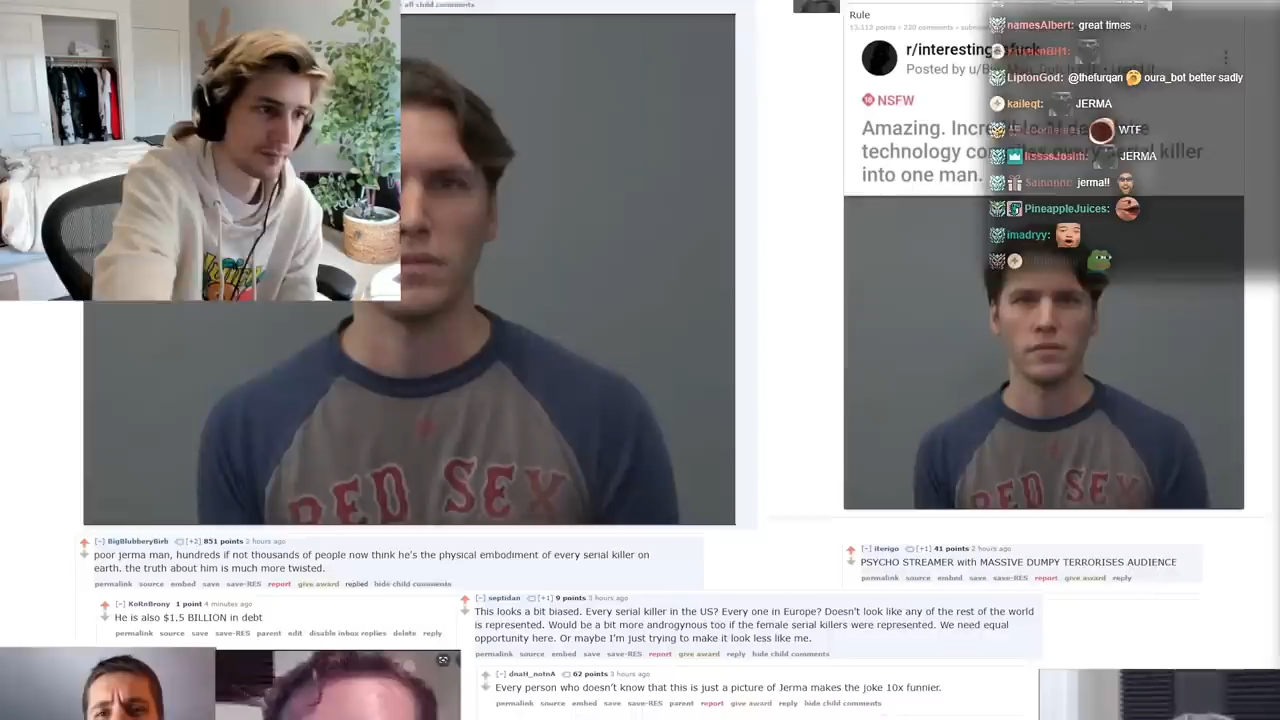 all child comments
Rule
r/interesting
Posted by u/B
NSFW
Amazing.
technology
killer
into one man.
namesAlbert: great times
LiptonGod: @thefurqan oura_bot better sadly
kaileqt: JERMA
WTF
JERMA
jerma!!
PineappleJuices:
imadryy:
RED SEX
RED SEX
[-] BigBlubberyBirb [+2] 851 points 2 hours ago
poor jerma man, hundreds if not thousands of people now think he's the physical embodiment of every serial killer on
earth. the truth about him is much more twisted.
permalink source embed save save-RES report give award replied hide child comments
[-] KoRnBrony 1 point 4 minutes ago
He is also $1.5 BILLION in debt
permalink source save save-RES parent edit disable inbox replies delete reply
[-] iterigo [+1] 41 points 2 hours ago
PSYCHO STREAMER with MASSIVE DUMPY TERRORISES AUDIENCE
permalink source embed save save-RES report give award reply
[-] septidan [+1] 9 points 3 hours ago
This looks a bit biased. Every serial killer in the US? Every one in Europe? Doesn't look like any of the rest of the world
is represented. Would be a bit more androgynous too if the female serial killers were represented. We need equal
opportunity here. Or maybe I'm just trying to make it look less like me.
permalink source embed save save-RES report give award reply hide child comments
[-] dnaH_notnA 62 points 3 hours ago
Every person who doesn't know that this is just a picture of Jerma makes the joke 10x funnier.
permalink source embed save save-RES parent report give award reply hide child comments